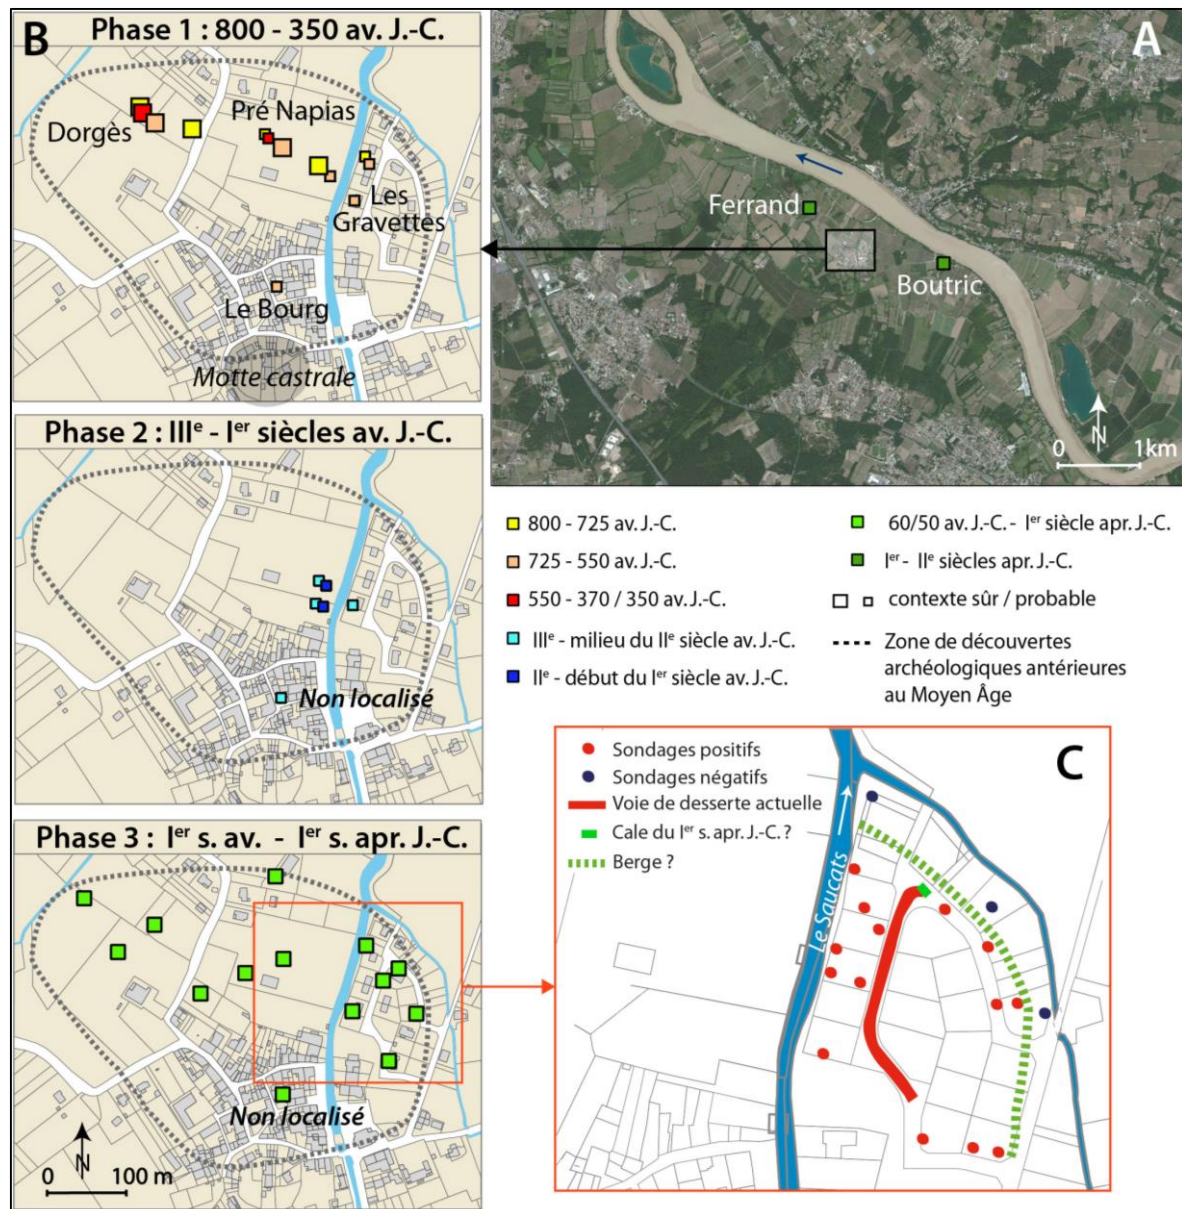 B
Phase 1 : 800 - 350 av. J.-C.
Dorgès
Pré Napias
Les
Gravettes
Le Bourg
Motte castrale
A
Ferrand
Boutric
N
0 1km
Phase 2 : IIIe - Ier siècles av. J.-C.
Non localisé
800 - 725 av. J.-C.
725 - 550 av. J.-C.
550 - 370 / 350 av. J.-C.
IIIe - milieu du IIe siècle av. J.-C.
IIe - début du Ier siècle av. J.-C.
60/50 av. J.-C. - Ier siècle apr. J.-C.
Ier - IIe siècles apr. J.-C.
contexte sûr / probable
Zone de découvertes
archéologiques antérieures
au Moyen Âge
Phase 3 : Ier s. av. - Ier s. apr. J.-C.
Non localisé
N
0 100 m
C
Sondages positifs
Sondages négatifs
Voie de desserte actuelle
Cale du Ier s. apr. J.-C. ?
Berge ?
Le Saucats